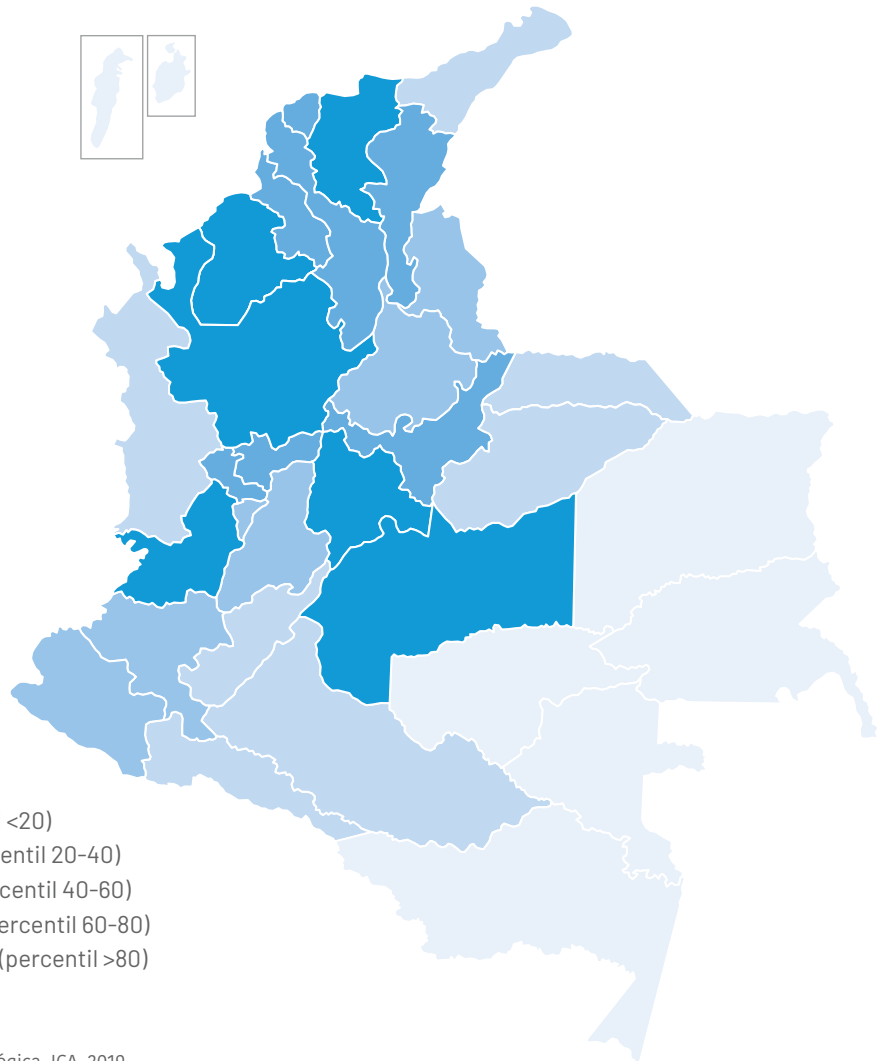 <20)
entil 20-40)
centil 40-60)
ercentil 60-80)
(percentil >80)